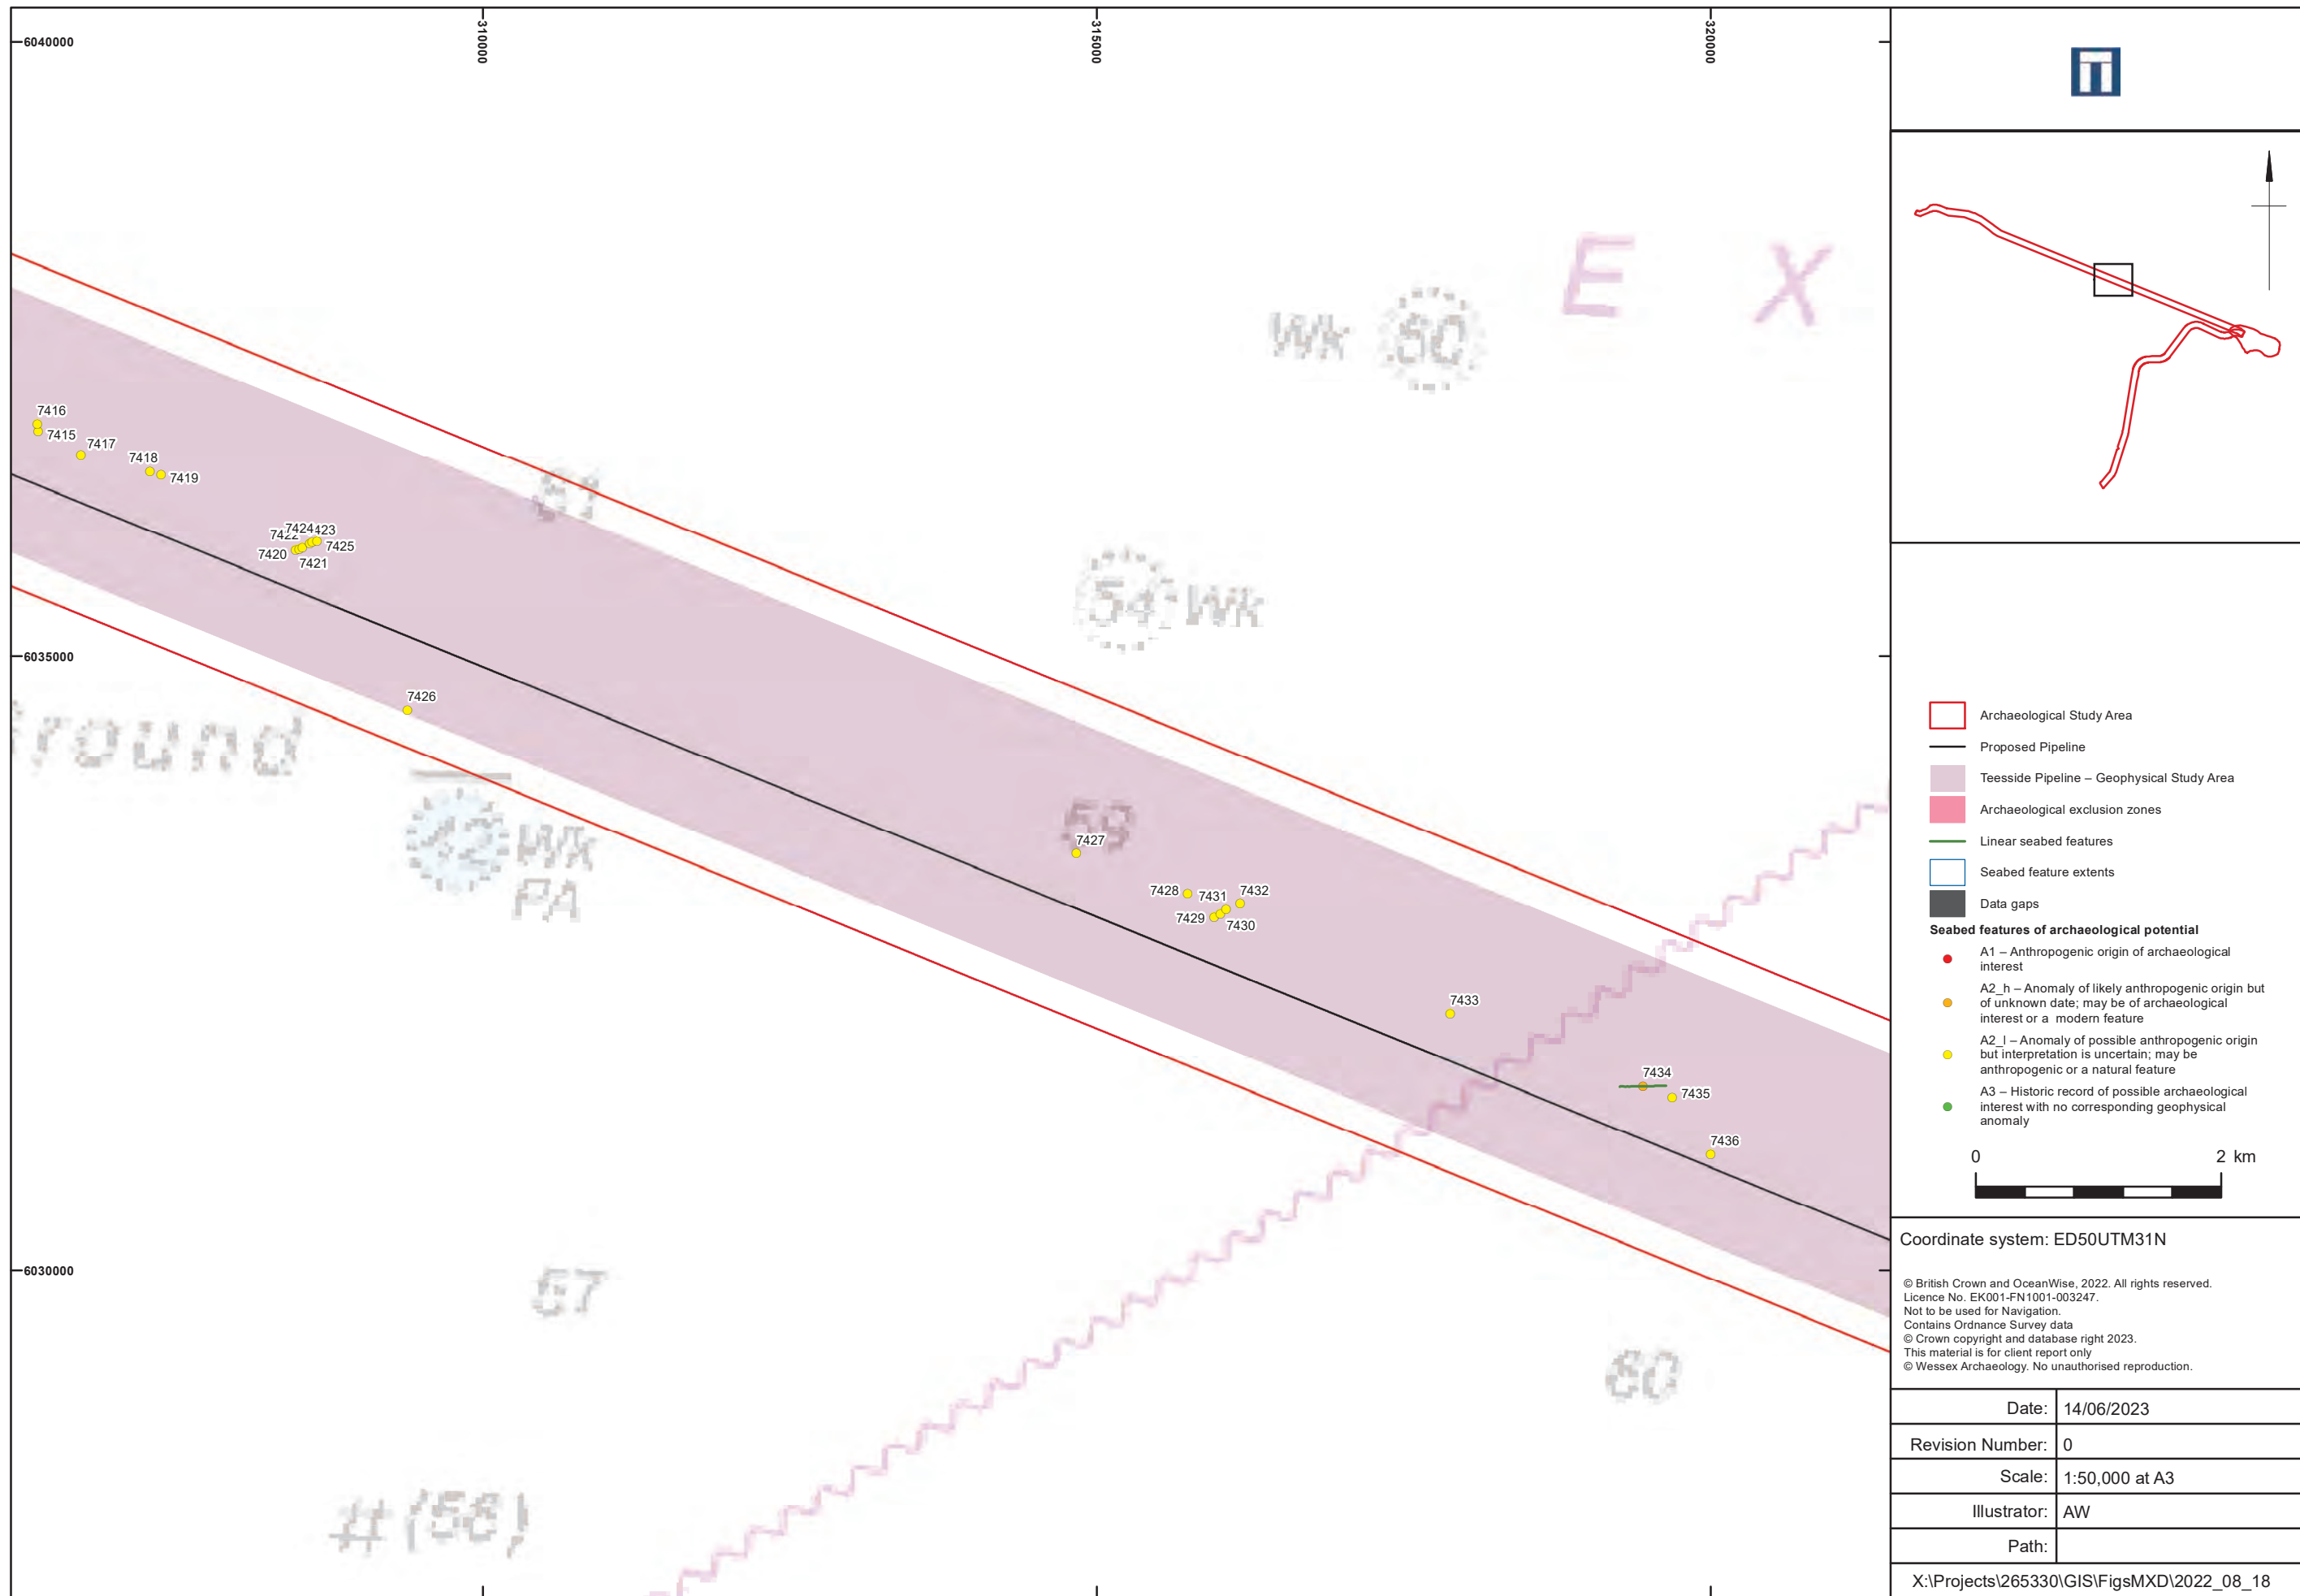 310000
315000
320000
6040000
E X
Wk 50
7416
7415
7417
7418
7419
51
7424
7420
7425
7421
54 Wk
6035000
7426
42 Wk
PA
7427
7428
7431
7432
7429
7430
7433
7434
7435
7436
6030000
57
60
Archaeological Study Area
Proposed Pipeline
Teesside Pipeline – Geophysical Study Area
Archaeological exclusion zones
Linear seabed features
Seabed feature extents
Data gaps
Seabed features of archaeological potential
A1 – Anthropogenic origin of archaeological
interest
A2_h – Anomaly of likely anthropogenic origin but
of unknown date; may be of archaeological
interest or a modern feature
A2_l – Anomaly of possible anthropogenic origin
but interpretation is uncertain; may be
anthropogenic or a natural feature
A3 – Historic record of possible archaeological
interest with no corresponding geophysical
anomaly
0 2 km
Coordinate system: ED50UTM31N
© British Crown and OceanWise, 2022. All rights reserved.
Licence No. EK001-FN1001-003247.
Not to be used for Navigation.
Contains Ordnance Survey data
© Crown copyright and database right 2023.
This material is for client report only
© Wessex Archaeology. No unauthorised reproduction.
Date: 14/06/2023
Revision Number: 0
Scale: 1:50,000 at A3
Illustrator: AW
Path:
X:\Projects\265330\GIS\FigsMXD\2022_08_18